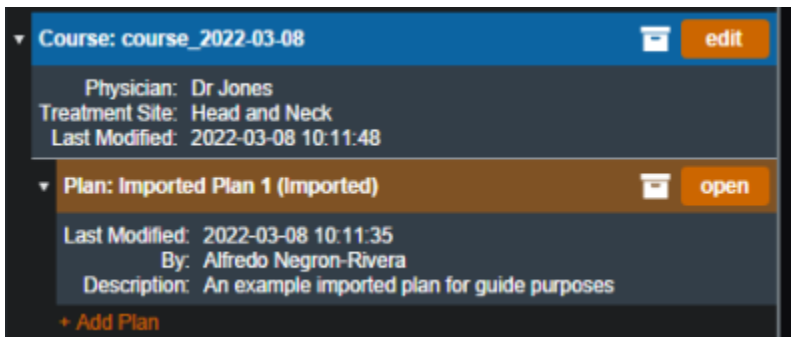 Course: course_2022-03-08 edit
Physician: Dr Jones
Treatment Site: Head and Neck
Last Modified: 2022-03-08 10:11:48
Plan: Imported Plan 1 (Imported) open
Last Modified: 2022-03-08 10:11:35
By: Alfredo Negron-Rivera
Description: An example imported plan for guide purposes
+ Add Plan